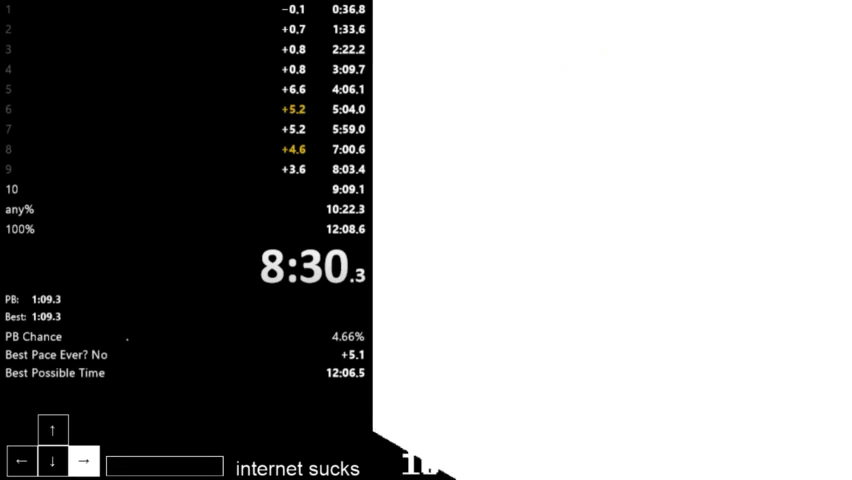 1 −0.1 0:36.8
2 +0.7 1:33.6
3 +0.8 2:22.2
4 +0.8 3:09.7
5 +6.6 4:06.1
6 +5.2 5:04.0
7 +5.2 5:59.0
8 +4.6 7:00.6
9 +3.6 8:03.4
10 9:09.1
any% 10:22.3
100% 12:08.6
8:30.3
PB: 1:09.3
Best: 1:09.3
PB Chance 4.66%
Best Pace Ever? No +5.1
Best Possible Time 12:06.5
↑
← ↓ →
internet sucks